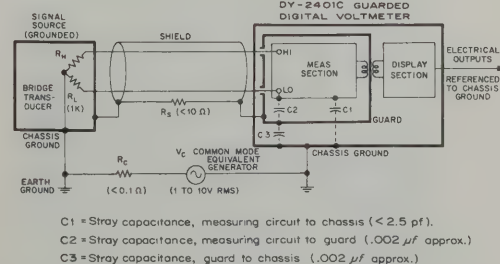 DY-2401C GUARDED
DIGITAL VOLTMETER
SIGNAL
SOURCE
(GROUNDED)
SHIELD
RH
HI
MEAS
SECTION
DISPLAY
SECTION
ELECTRICAL
OUTPUTS
REFERENCED
TO CHASSIS
GROUND
BRIDGE
TRANS-
DUCER
RL
(1K)
LO
RS (<10 Ω)
C2
C1
GUARD
C3
CHASSIS
GROUND
CHASSIS GROUND
EARTH
GROUND
RC
(<0.1 Ω)
VC COMMON MODE
EQUIVALENT
GENERATOR
(1 TO 10V RMS)
C1 = Stray capacitance, measuring circuit to chassis (<2.5 pf).
C2 = Stray capacitance, measuring circuit to guard (.002 μf approx.)
C3 = Stray capacitance, guard to chassis (.002 μf approx.)